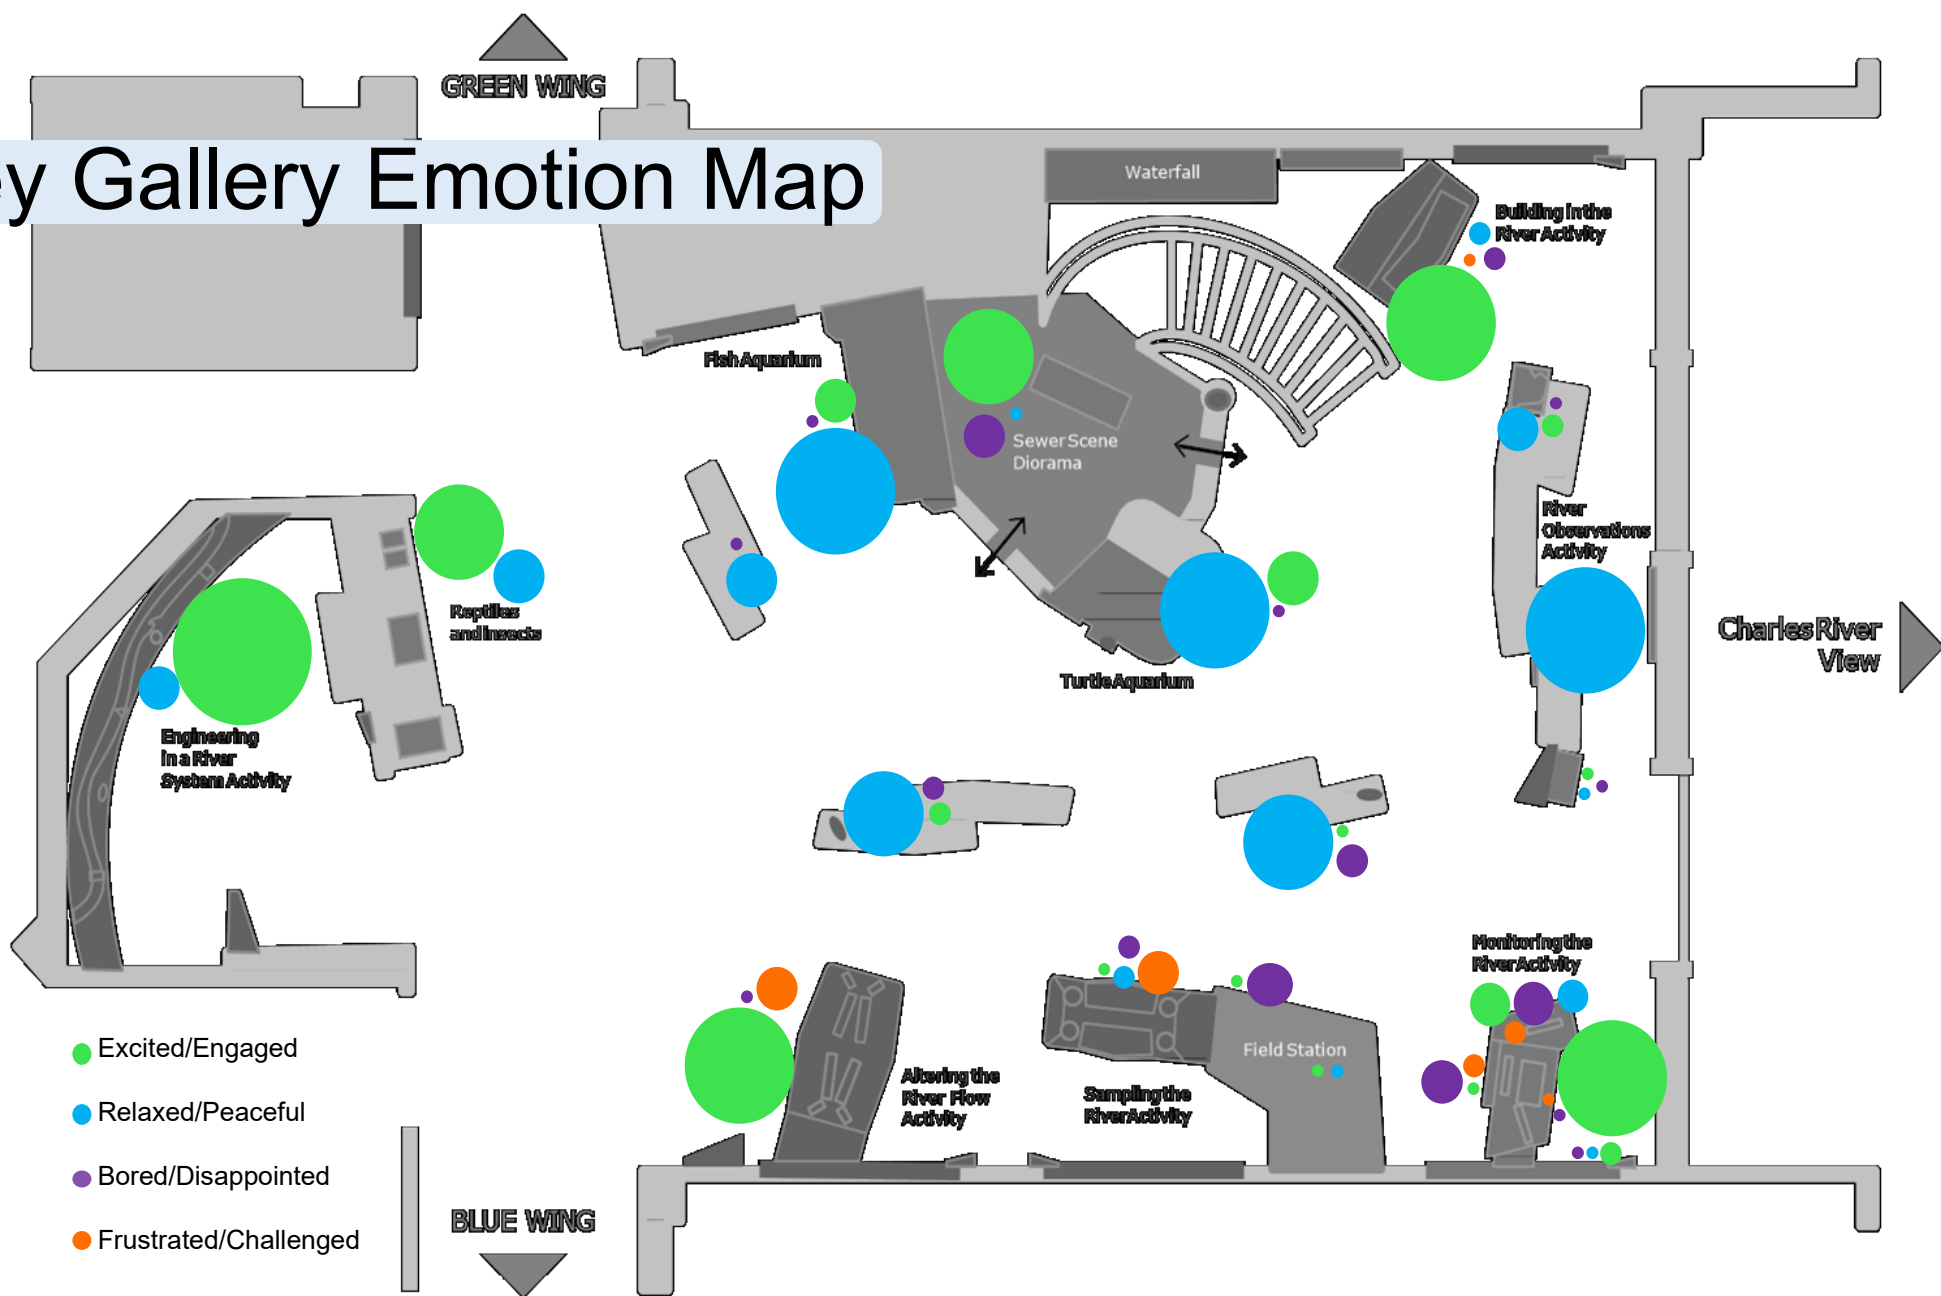 GREEN WING
ey Gallery Emotion Map
Waterfall
Building in the
River Activity
Fish Aquarium
Sewer Scene
Diorama
River
Observations
Activity
Reptiles
and insects
Charles River
View
Turtle Aquarium
Engineering
in a River
System Activity
Monitoring the
River Activity
Excited/Engaged
Relaxed/Peaceful
Bored/Disappointed
Frustrated/Challenged
Field Station
Altering the
River Flow
Activity
Sampling the
River Activity
BLUE WING